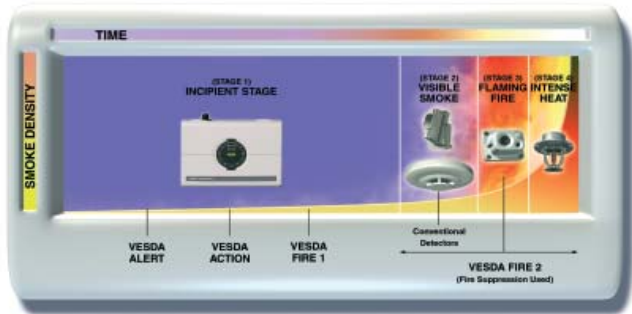 TIME
SMOKE DENSITY
(STAGE 1)
INCIPIENT STAGE
(STAGE 2)
VISIBLE
SMOKE
(STAGE 3)
FLAMING
FIRE
(STAGE 4)
INTENSE
HEAT
VESDA
ALERT
VESDA
ACTION
VESDA
FIRE 1
Conventional
Detectors
VESDA FIRE 2
(Fire Suppression Used)